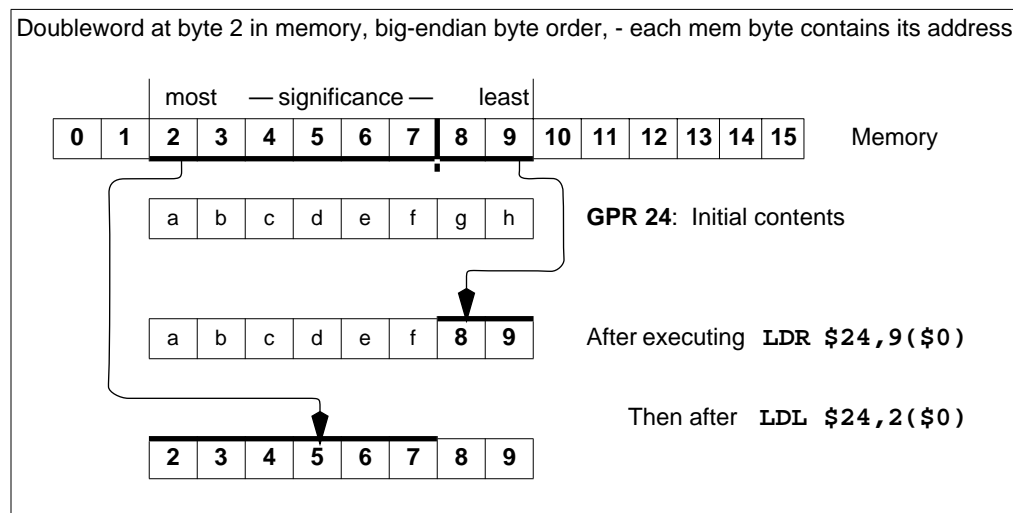 Doubleword at byte 2 in memory, big-endian byte order, - each mem byte contains its address
most — significance — least
0 1 2 3 4 5 6 7 8 9 10 11 12 13 14 15 Memory
a b c d e f g h GPR 24: Initial contents
a b c d e f 8 9 After executing LDR $24,9($0)
Then after LDL $24,2($0)
2 3 4 5 6 7 8 9